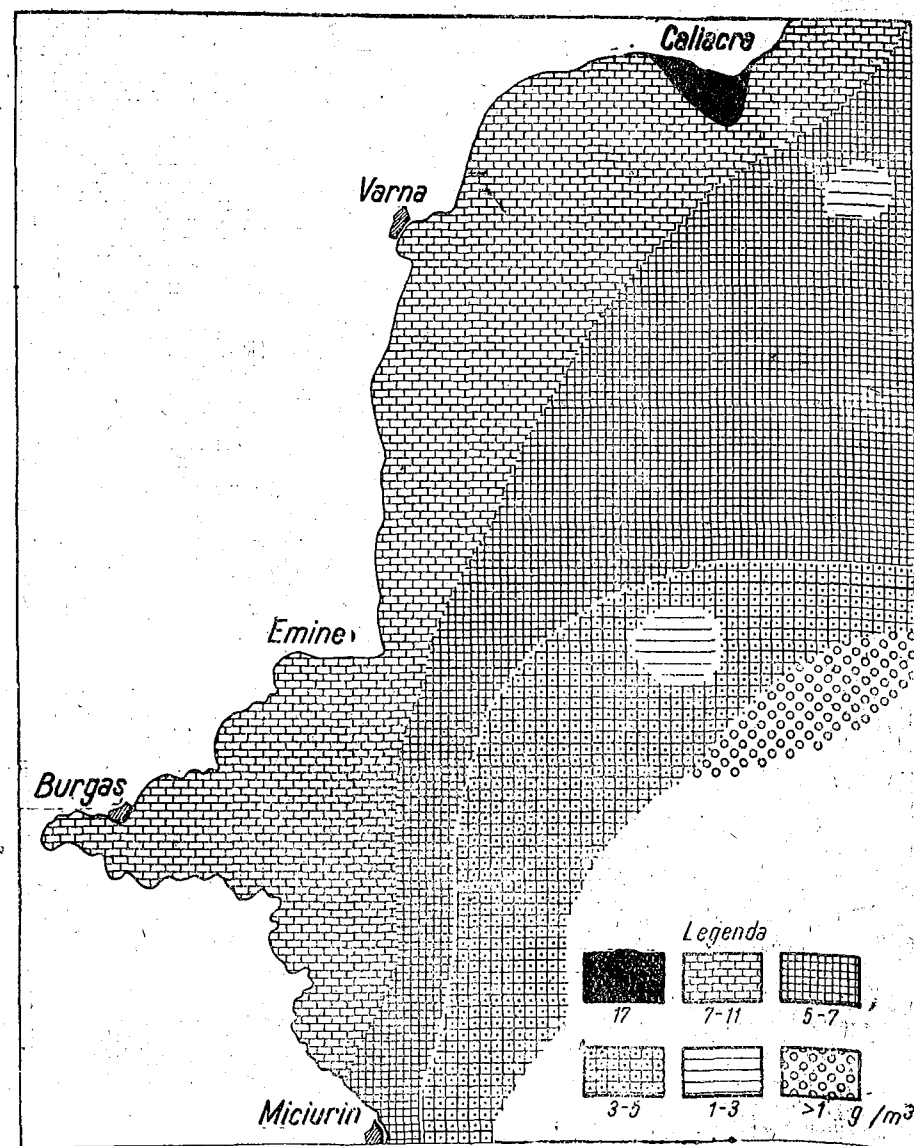 Caliacra
Varna
Emine
Burgas
Miciurin
Legenda
17 7-11 5-7
3-5 1-3 >1 g/m³